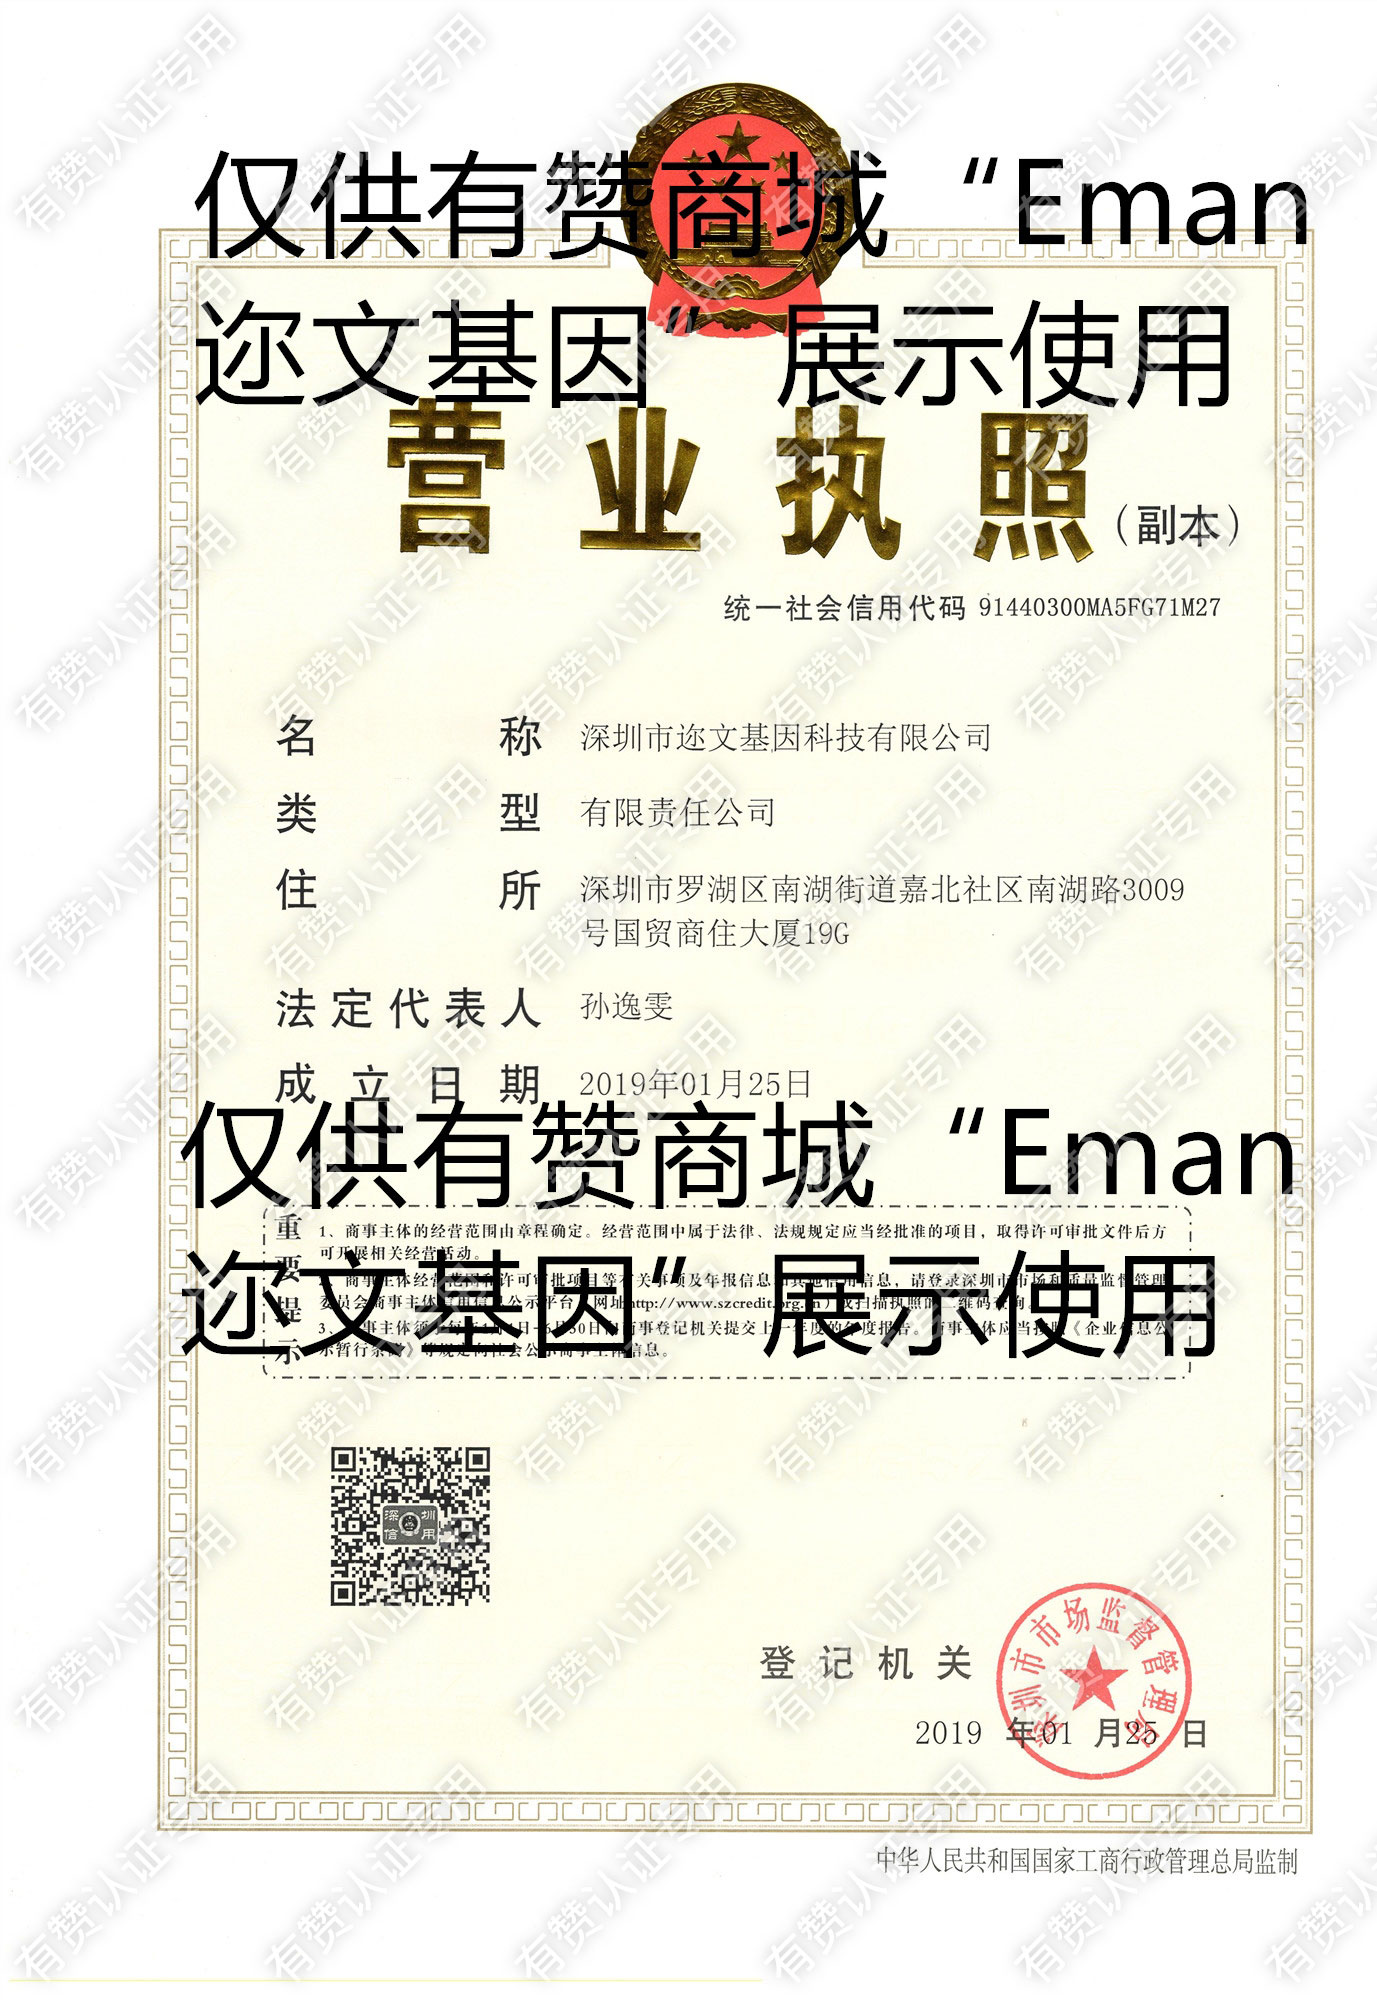 仅供有赞商城“Eman
迩文基因”展示使用
营业执照
（副本）
统一社会信用代码 91440300MA5FG71M27
名称 深圳市迩文基因科技有限公司
类型 有限责任公司
住所 深圳市罗湖区南湖街道嘉北社区南湖路3009
号国贸商住大厦19G
法定代表人 孙逸雯
成立日期 2019年01月25日
仅供有赞商城“Eman
迩文基因”展示使用
重要提示
1、商事主体的经营范围由章程确定。经营范围中属于法律、法规规定应当经批准的项目，取得许可审批文件后方
可开展相关经营活动。
商事主体经营范围和许可审批项目等有关事项及年报信息和其他信用信息，请登录深圳市市场和质量监督管理
委员会商事主体信用信息公示平台（网址http://www.szcredit.org.cn）或扫描执照的二维码查询。
3、商事主体须于每年1月1日-6月30日向商事登记机关提交上一年度的年度报告。商事主体应当按照《企业信息公
示暂行条例》等规定向社会公示商事主体信息。
深圳
信用
登记机关
深圳市市场监督管理局
2019 年01 月25 日
中华人民共和国国家工商行政管理总局监制
有赞认证专用